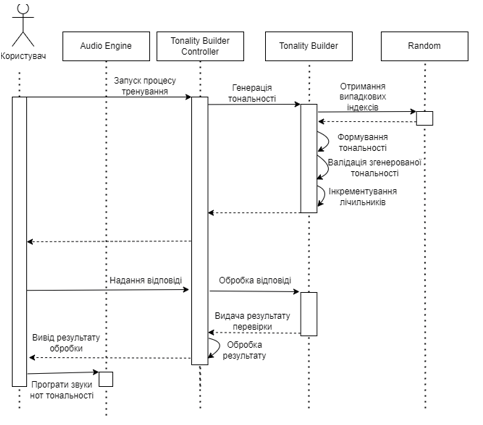 Користувач
Audio Engine
Tonality Builder
Controller
Tonality Builder
Random
Запуск процесу
тренування
Генерація
тональності
Отримання
випадкових
індексів
Формування
тональності
Валідація згенерованої
тональності
Інкрементування
лічильників
Надання відповіді
Обробка відповіді
Видача результату
перевірки
Обробка
результату
Вивід результату
обробки
Програти звуки
нот тональності